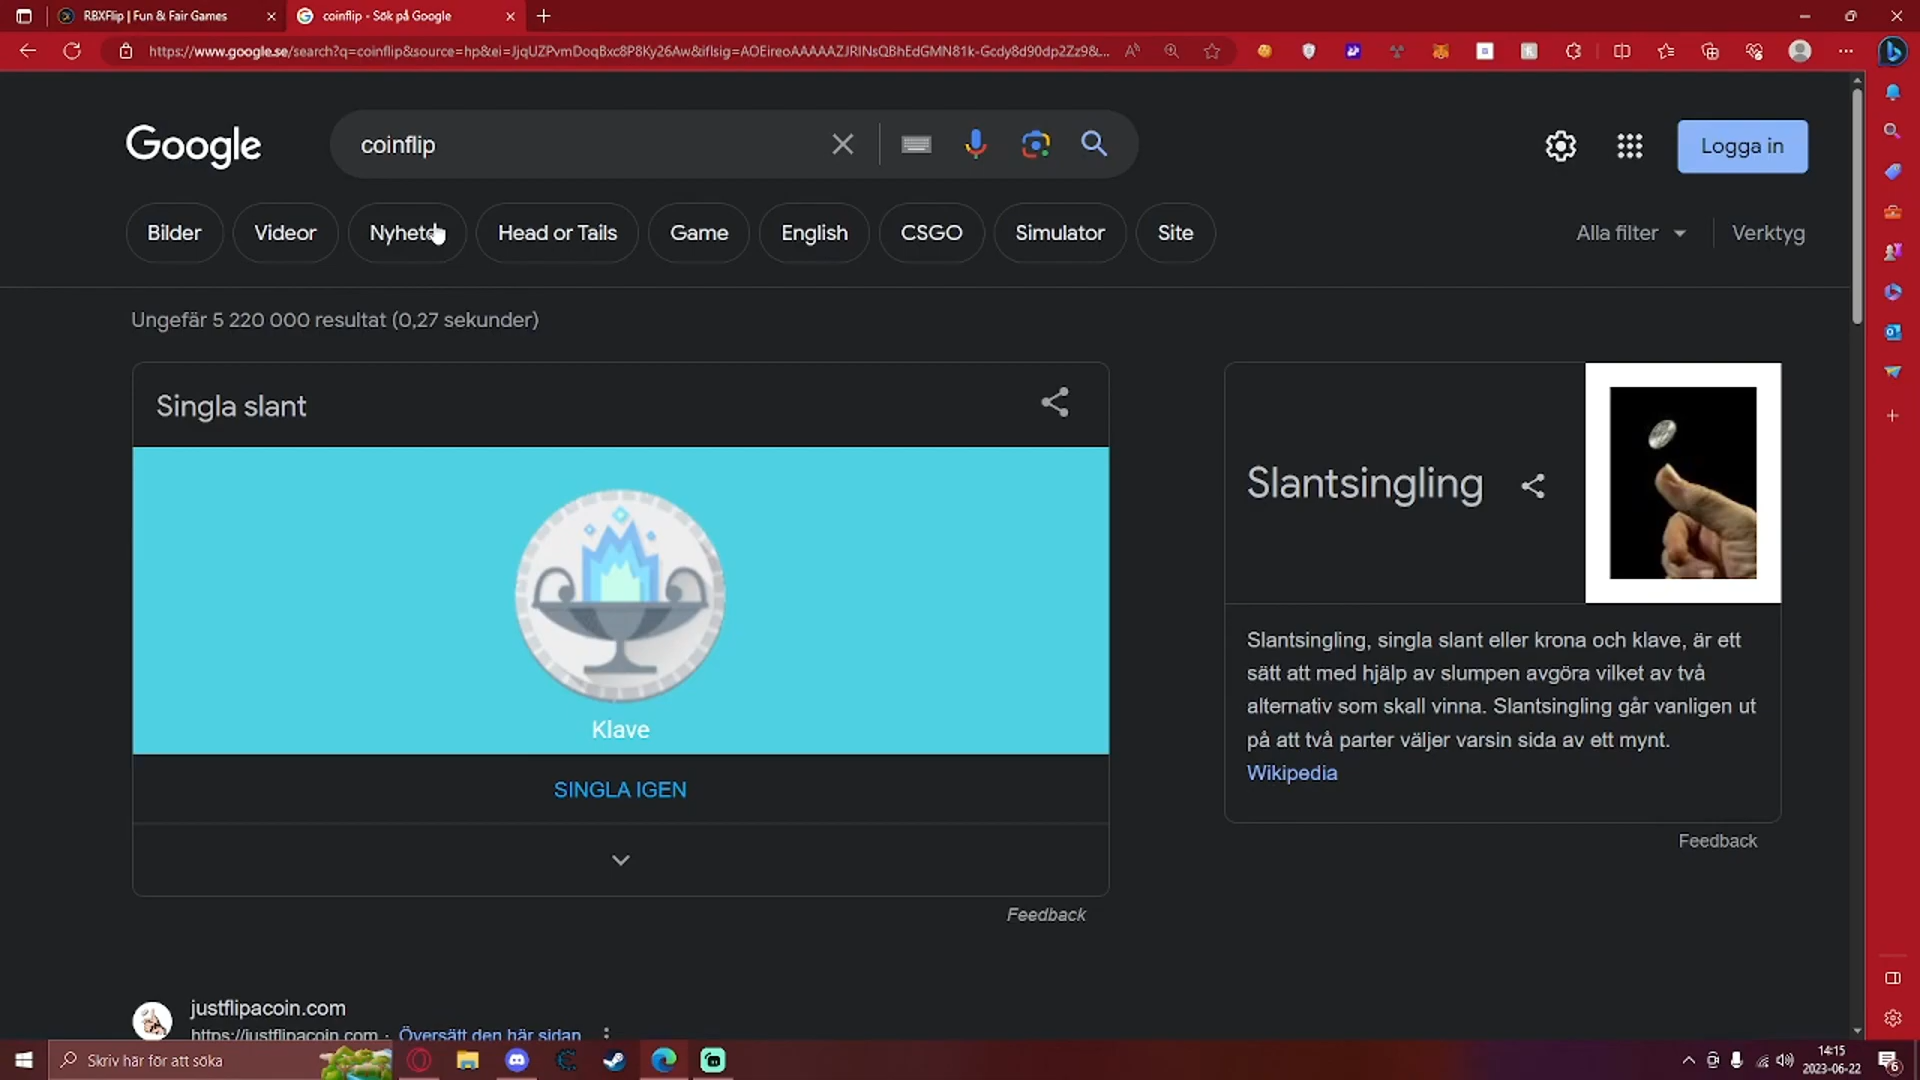 RBXFlip | Fun & Fair Games
coinflip - Sök på Google
https://www.google.se/search?q=coinflip&source=hp&ei=JjqUZPvmDoqBxc8P8Ky26Aw&iflsig=AOEireoAAAAAZJRINsQBhEdGMN81k-Gcdy8d90dp2Zz9&...
Google
coinflip
Logga in
Bilder
Videor
Nyheter
Head or Tails
Game
English
CSGO
Simulator
Site
Alla filter
Verktyg
Ungefär 5 220 000 resultat (0,27 sekunder)
Singla slant
Klave
SINGLA IGEN
Feedback
Slantsingling
Slantsingling, singla slant eller krona och klave, är ett
sätt att med hjälp av slumpen avgöra vilket av två
alternativ som skall vinna. Slantsingling går vanligen ut
på att två parter väljer varsin sida av ett mynt.
Wikipedia
Feedback
justflipacoin.com
https://justflipacoin.com · Översätt den här sidan
Skriv här för att söka
14:15
2023-06-22
6